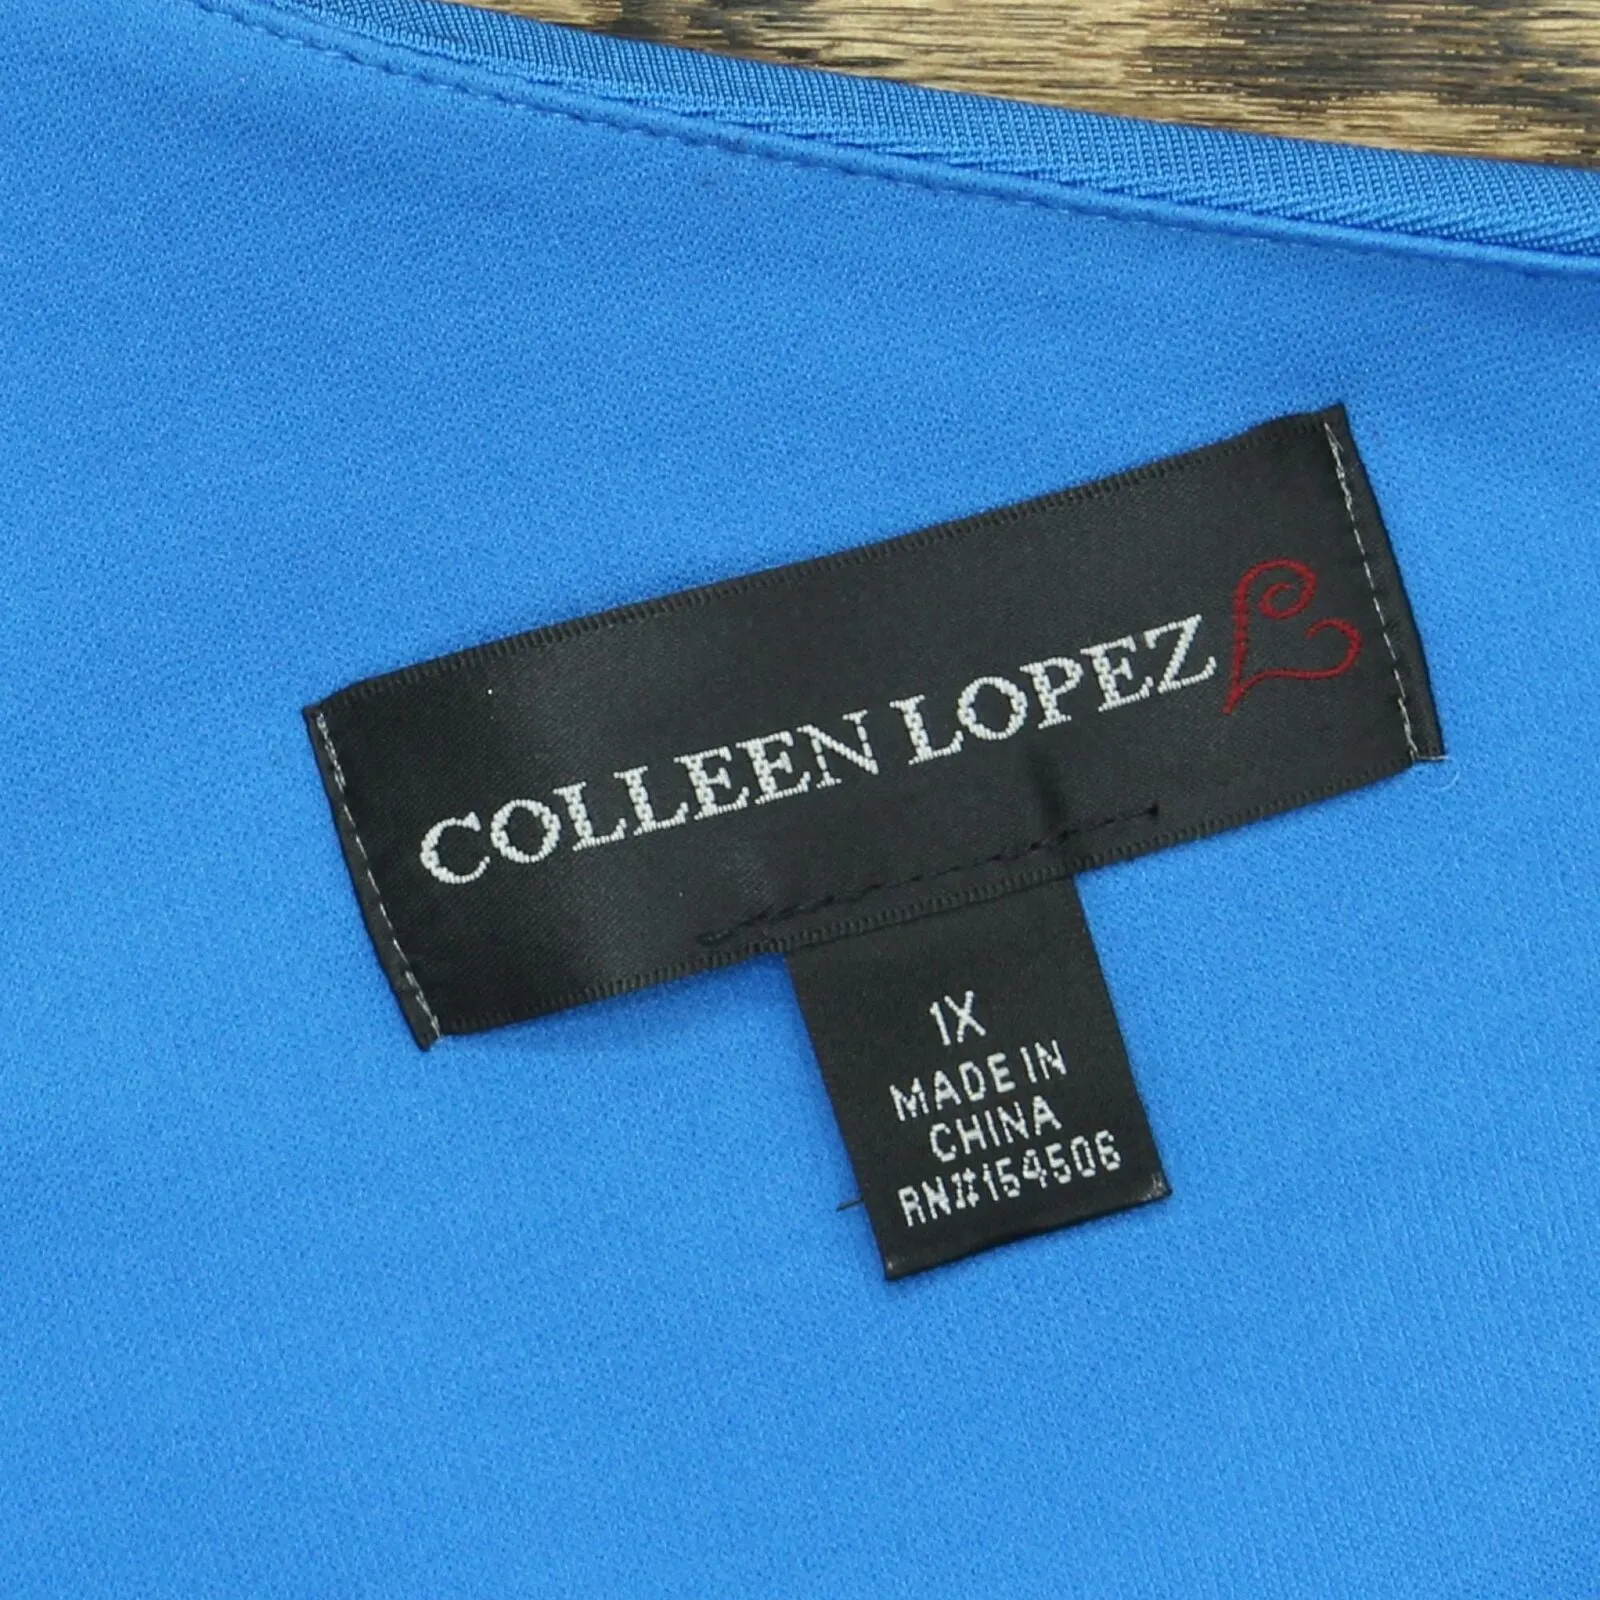 COLLEEN LOPEZ
1X
MADE IN
CHINA
RN#154506